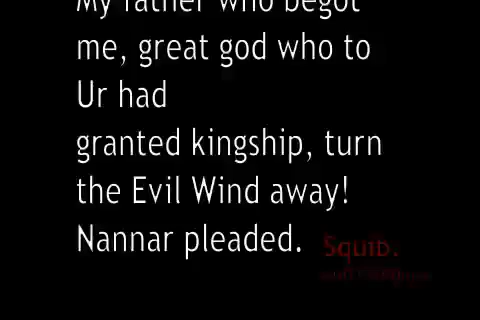 My father who begot
me, great god who to
Ur had
granted kingship, turn
the Evil Wind away!
Nannar pleaded.
Squib.